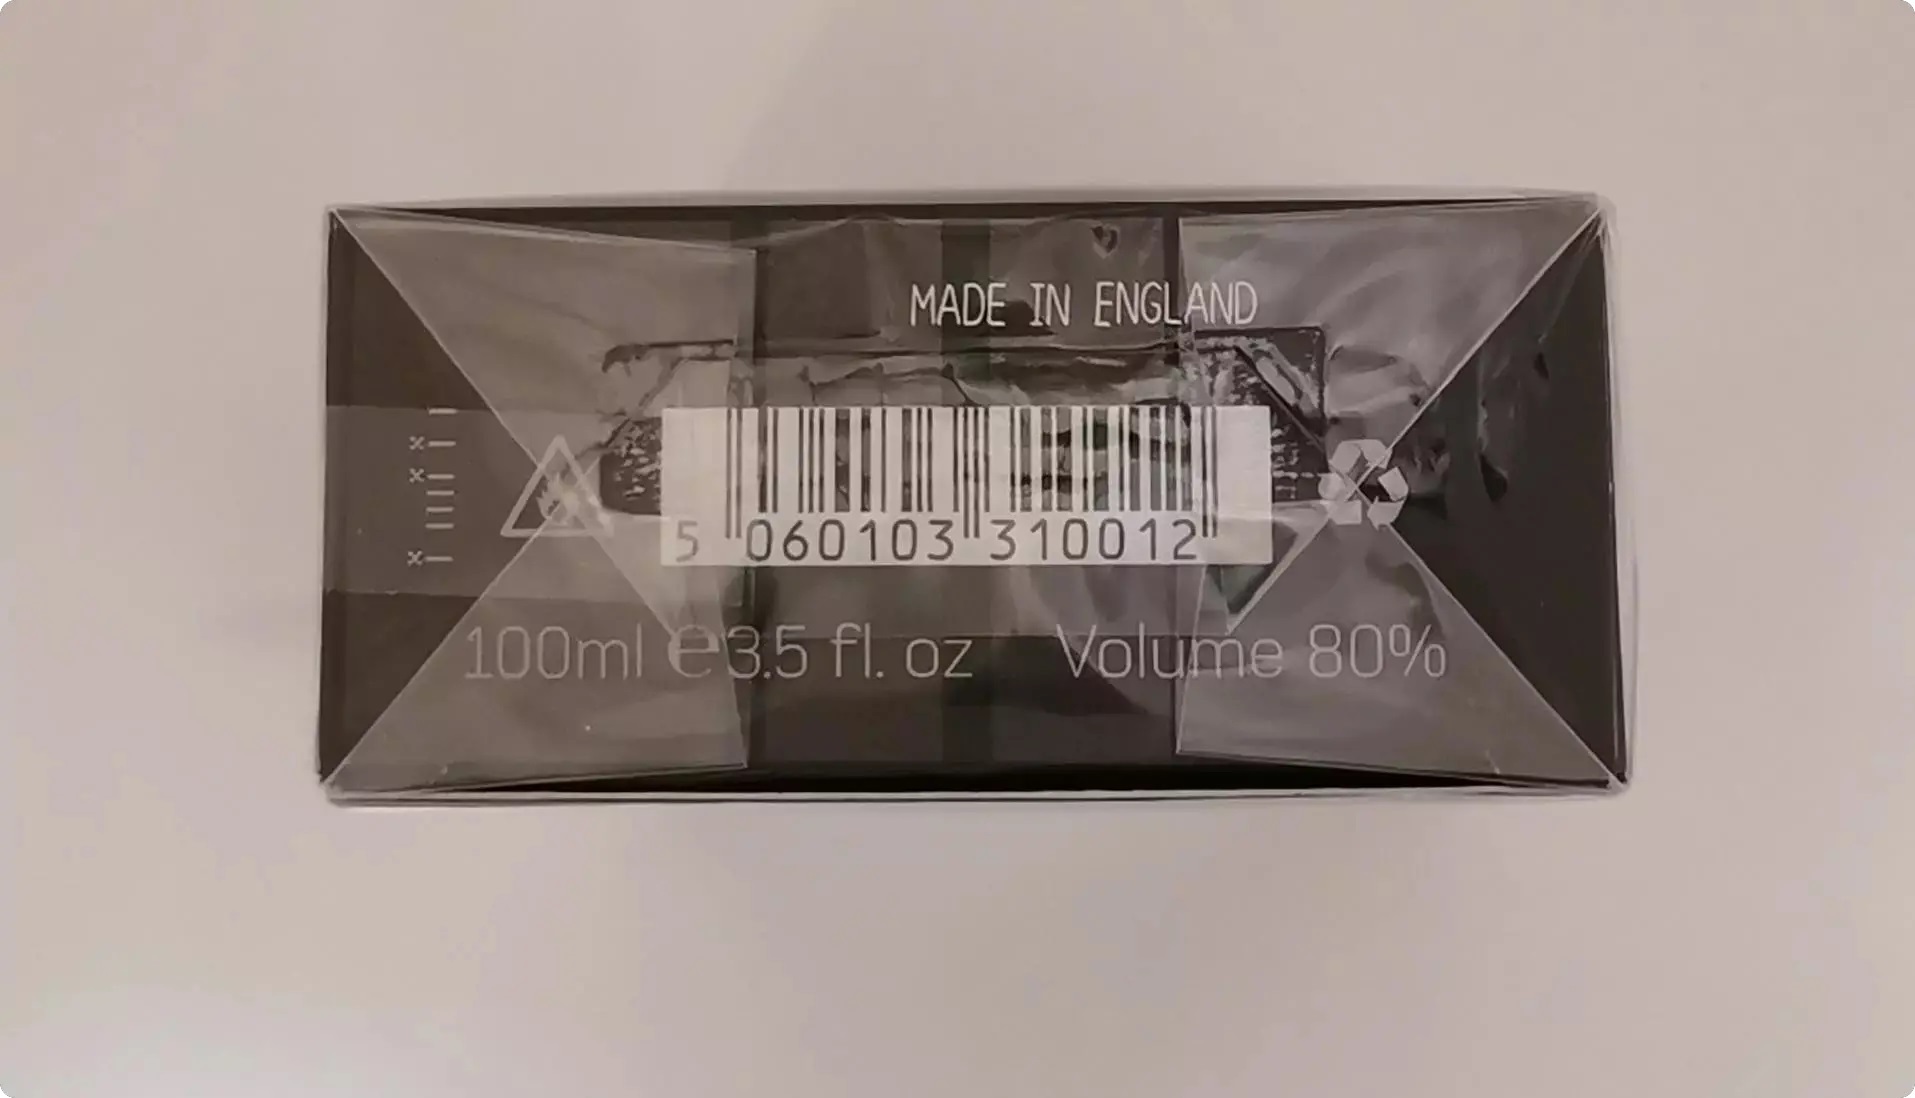 MADE IN ENGLAND
5 060103 310012
100ml e 3.5 fl. oz Volume 80%